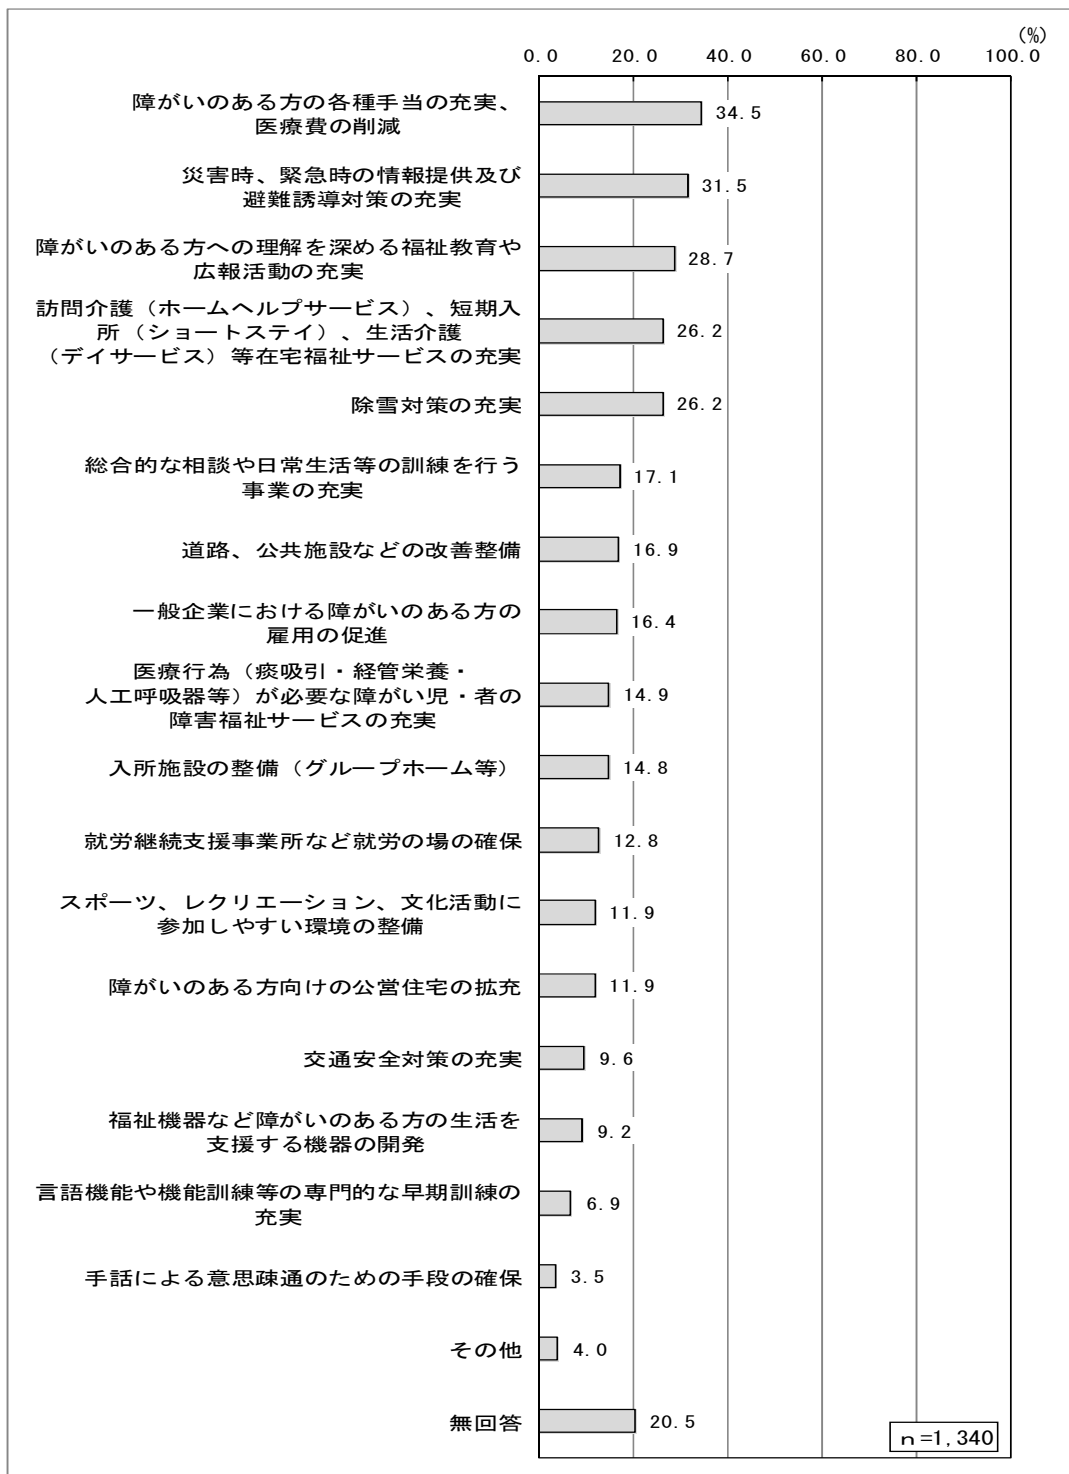 (%)
0.0 20.0 40.0 60.0 80.0 100.0
障がいのある方の各種手当の充実、
医療費の削減
34.5
災害時、緊急時の情報提供及び
避難誘導対策の充実
31.5
障がいのある方への理解を深める福祉教育や
広報活動の充実
28.7
訪問介護（ホームヘルプサービス）、短期入
所（ショートステイ）、生活介護
（デイサービス）等在宅福祉サービスの充実
26.2
除雪対策の充実
26.2
総合的な相談や日常生活等の訓練を行う
事業の充実
17.1
道路、公共施設などの改善整備
16.9
一般企業における障がいのある方の
雇用の促進
16.4
医療行為（痰吸引・経管栄養・
人工呼吸器等）が必要な障がい児・者の
障害福祉サービスの充実
14.9
入所施設の整備（グループホーム等）
14.8
就労継続支援事業所など就労の場の確保
12.8
スポーツ、レクリエーション、文化活動に
参加しやすい環境の整備
11.9
障がいのある方向けの公営住宅の拡充
11.9
交通安全対策の充実
9.6
福祉機器など障がいのある方の生活を
支援する機器の開発
9.2
言語機能や機能訓練等の専門的な早期訓練の
充実
6.9
手話による意思疎通のための手段の確保
3.5
その他
4.0
無回答
20.5
n=1,340